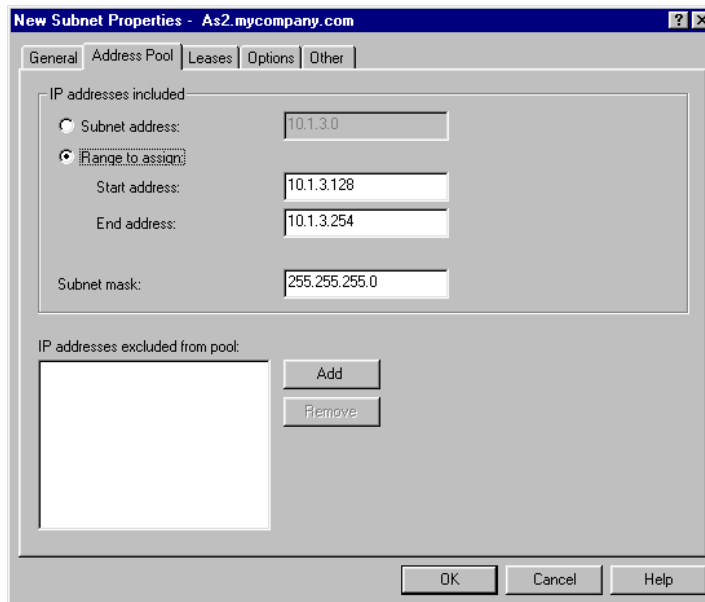 New Subnet Properties - As2.mycompany.com
General Address Pool Leases Options Other
IP addresses included
Subnet address: 10.1.3.0
Range to assign:
Start address: 10.1.3.128
End address: 10.1.3.254
Subnet mask: 255.255.255.0
IP addresses excluded from pool:
Add
Remove
OK Cancel Help